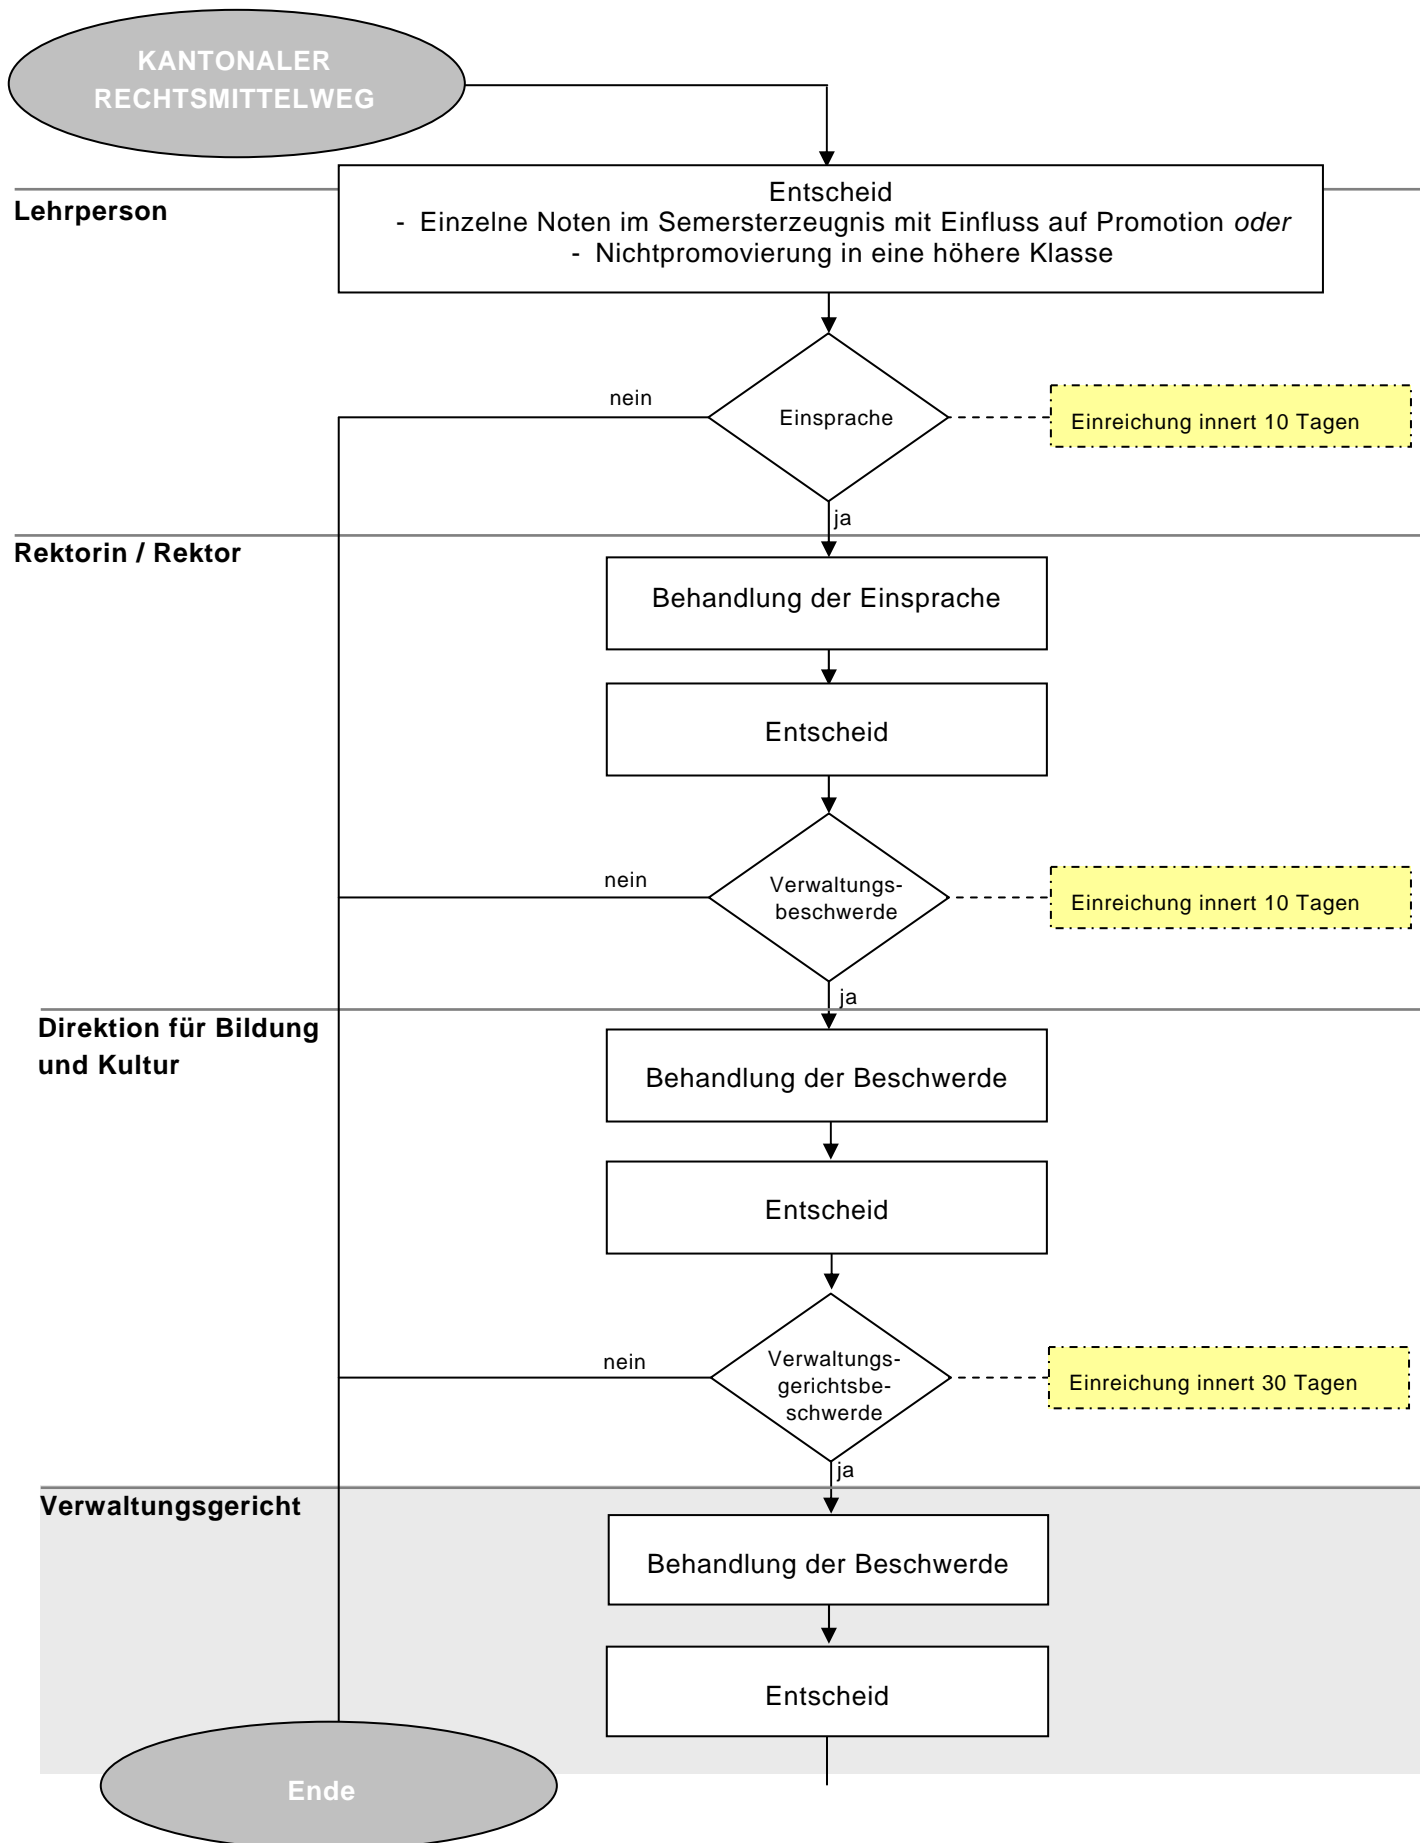 KANTONALER
RECHTSMITTELWEG
Lehrperson
Entscheid
- Einzelne Noten im Semersterzeugnis mit Einfluss auf Promotion oder
- Nichtpromovierung in eine höhere Klasse
nein
Einsprache
Einreichung innert 10 Tagen
ja
Rektorin / Rektor
Behandlung der Einsprache
Entscheid
nein
Verwaltungs-
beschwerde
Einreichung innert 10 Tagen
ja
Direktion für Bildung
und Kultur
Behandlung der Beschwerde
Entscheid
nein
Verwaltungs-
gerichtsbe-
schwerde
Einreichung innert 30 Tagen
ja
Verwaltungsgericht
Behandlung der Beschwerde
Entscheid
Ende